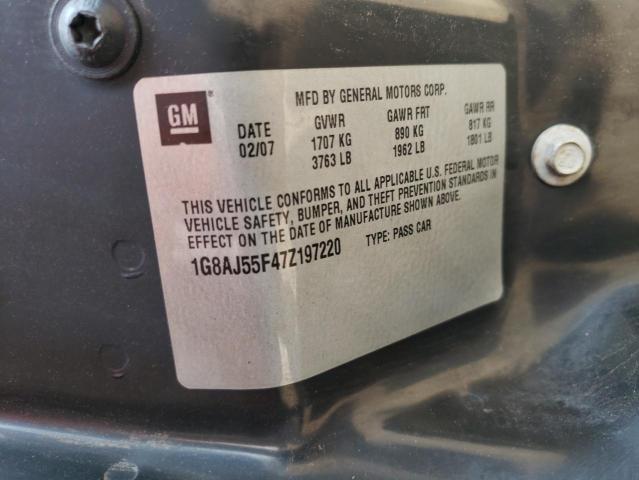 MFD BY GENERAL MOTORS CORP.
GM®
DATE GVWR GAWR FRT GAWR RR
02/07 1707 KG 890 KG 817 KG
3763 LB 1962 LB 1801 LB
THIS VEHICLE CONFORMS TO ALL APPLICABLE U.S. FEDERAL MOTOR
VEHICLE SAFETY, BUMPER, AND THEFT PREVENTION STANDARDS IN
EFFECT ON THE DATE OF MANUFACTURE SHOWN ABOVE.
1G8AJ55F47Z197220 TYPE: PASS CAR